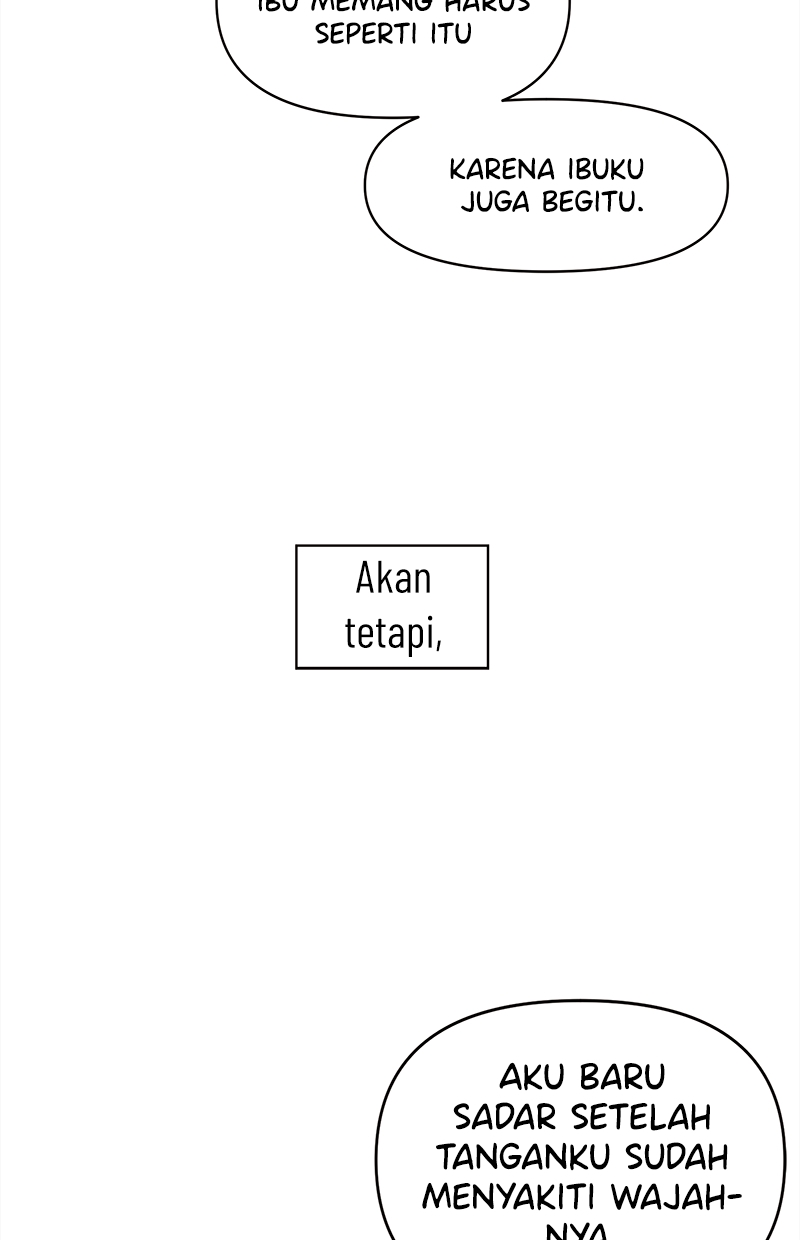 IBU MEMANG HARUS
SEPERTI ITU
KARENA IBUKU
JUGA BEGITU.
Akan
tetapi,
AKU BARU
SADAR SETELAH
TANGANKU SUDAH
MENYAKITI WAJAH-
NYA